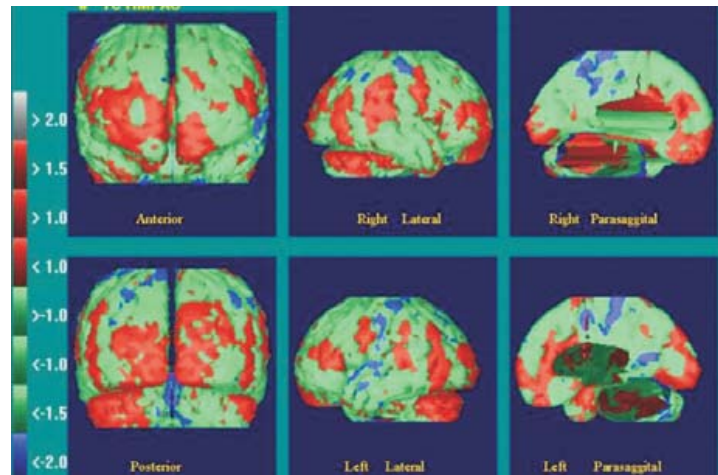 > 2.0
> 1.5
> 1.0
< 1.0
>-1.0
<-1.0
<-1.5
<-2.0
Anterior
Right Lateral
Right Parasaggital
Posterior
Left Lateral
Left Parasaggital